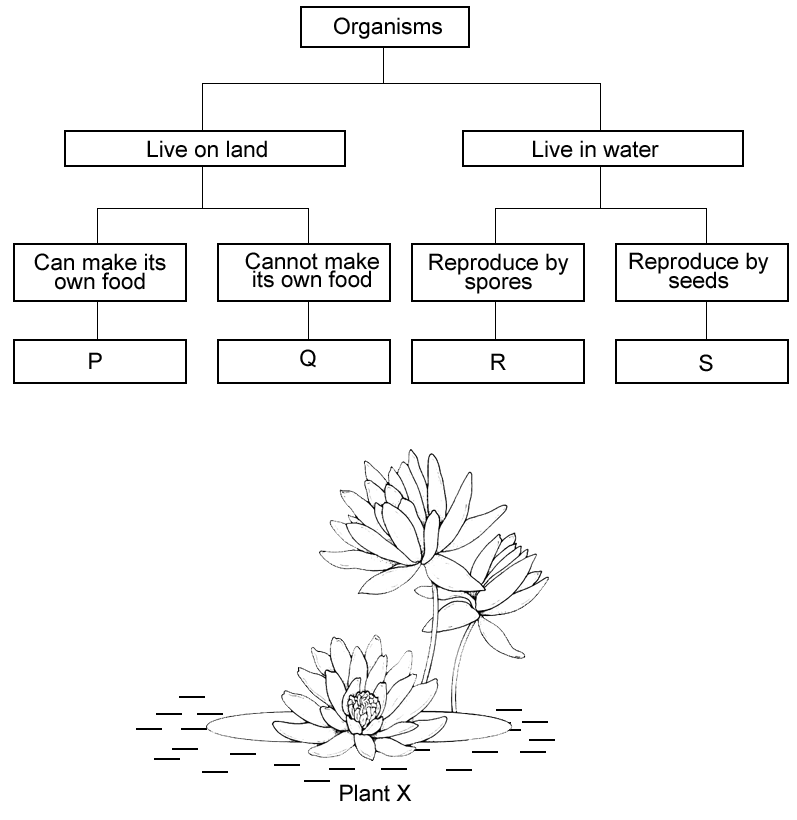 Organisms
Live on land
Live in water
Can make its
own food
Cannot make
its own food
Reproduce by
spores
Reproduce by
seeds
P
Q
R
S
Plant X